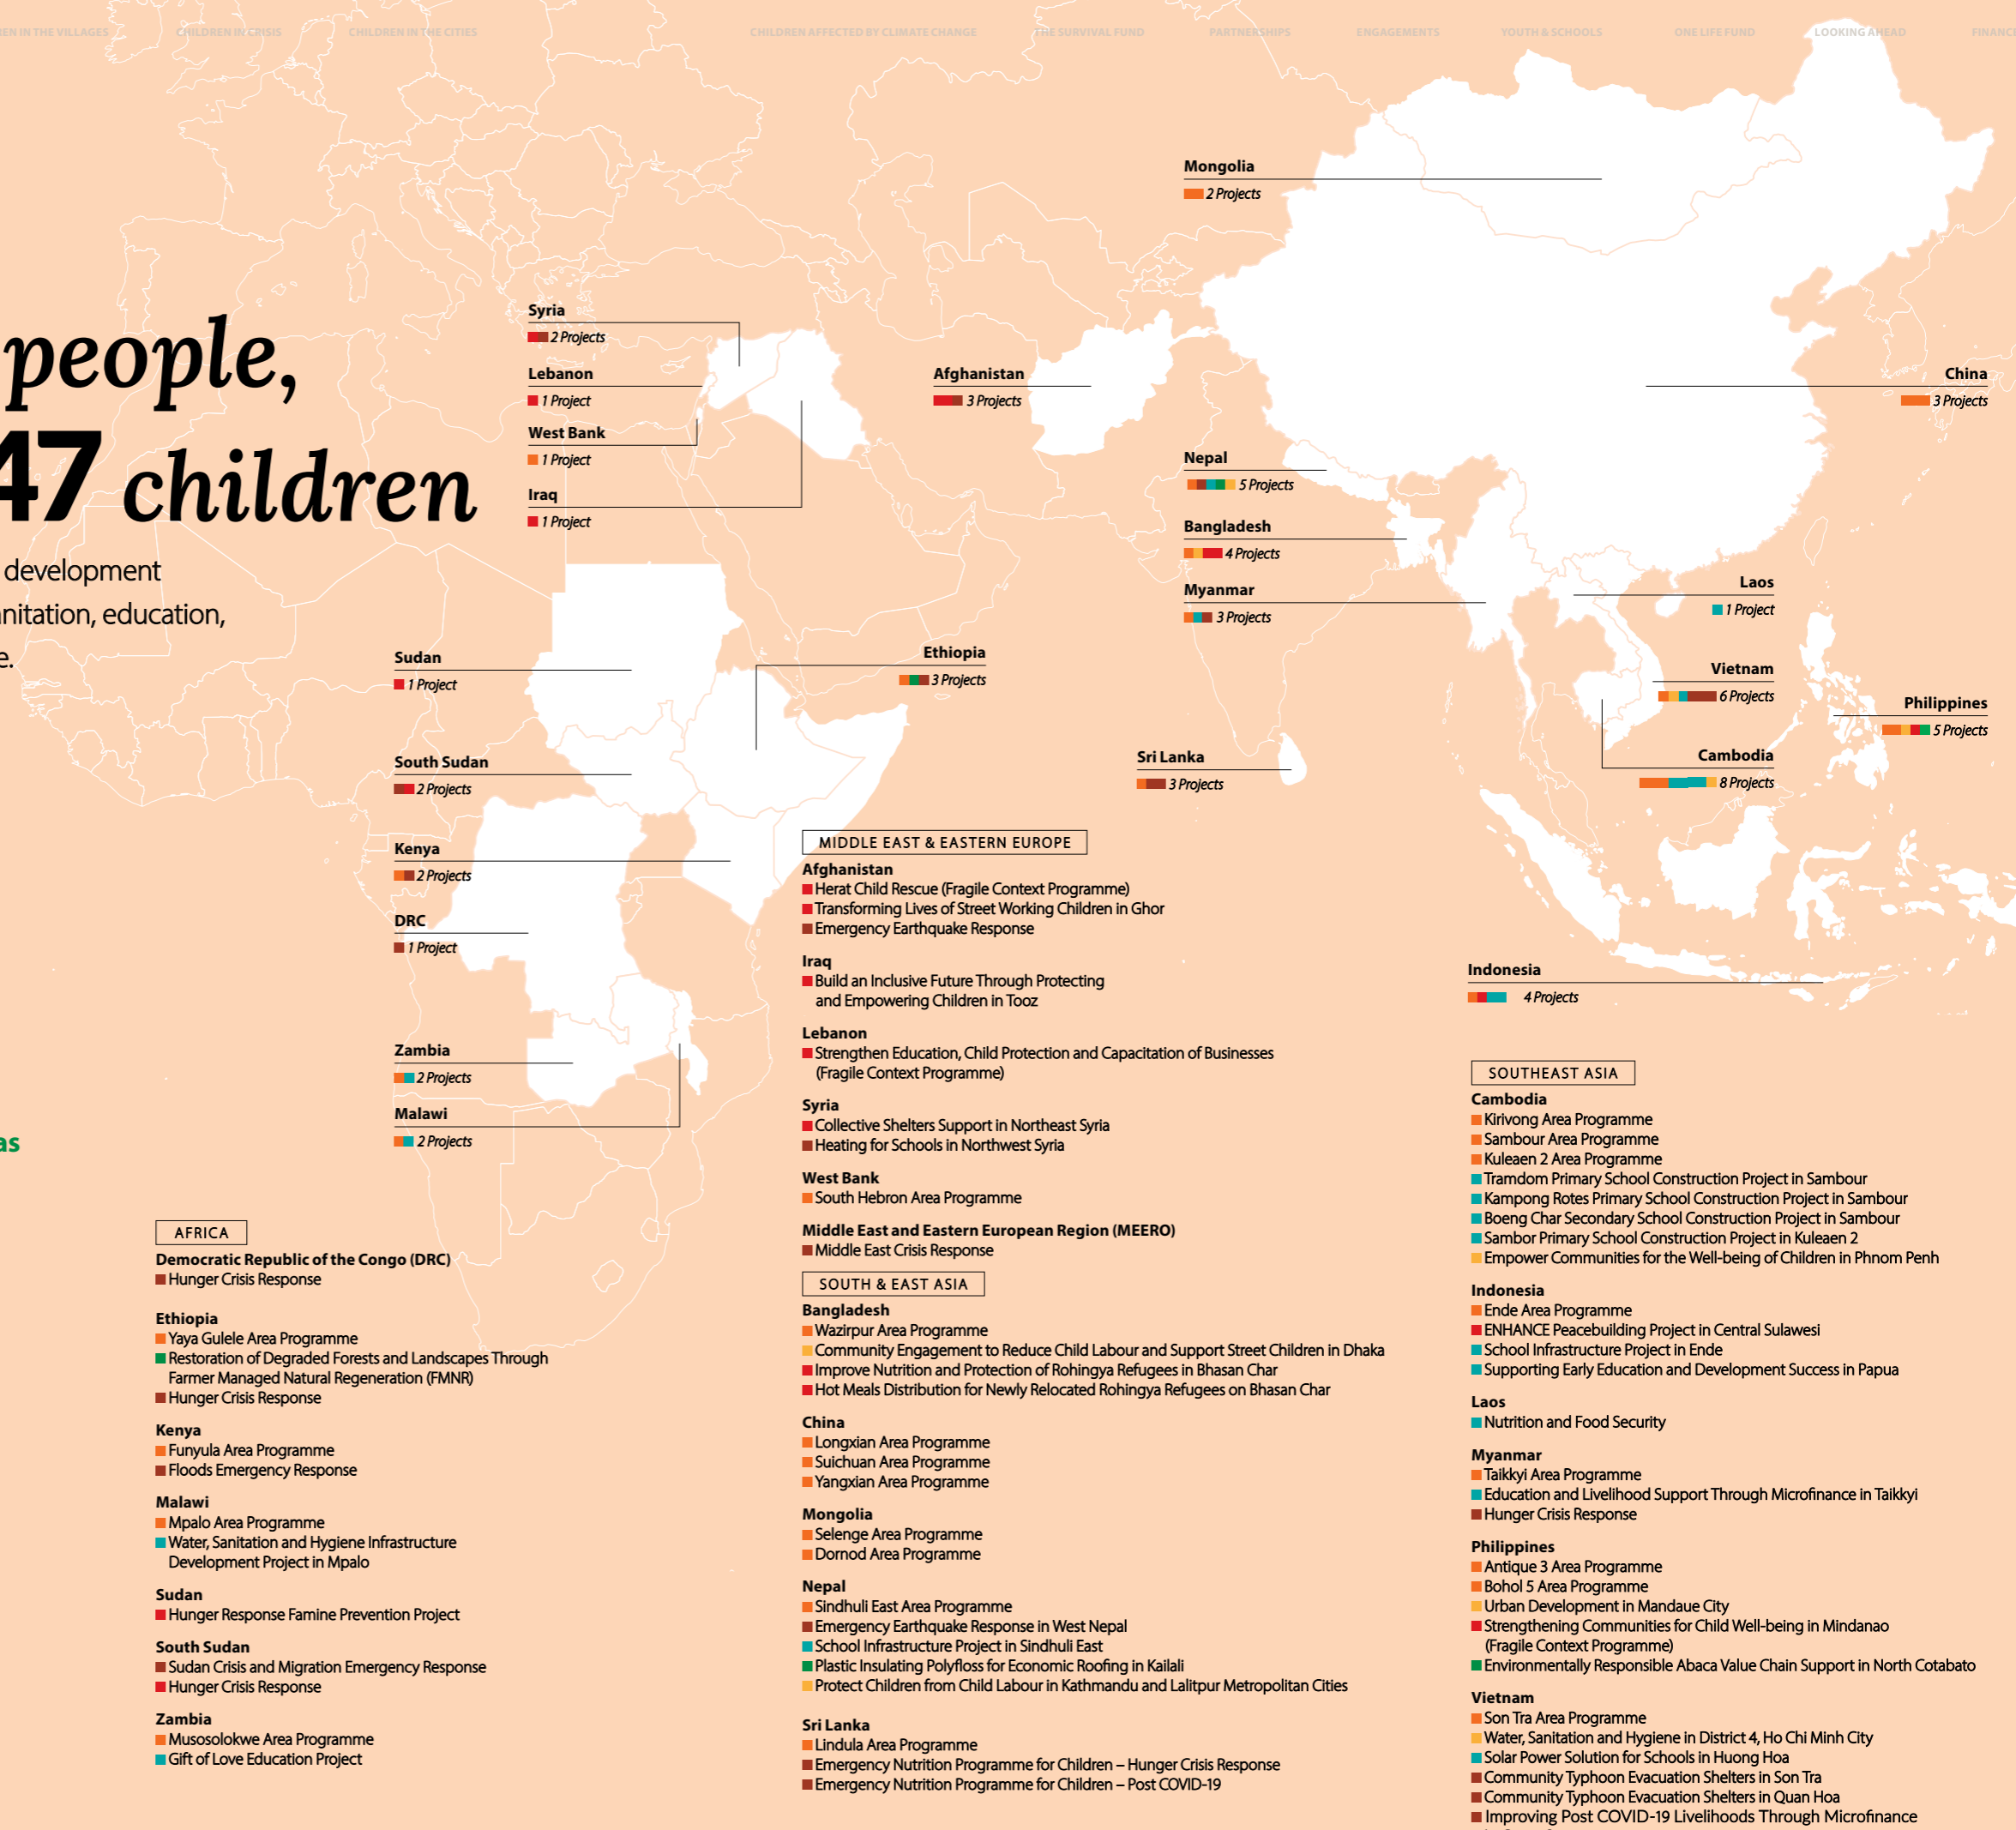 CHILDREN IN CRISIS
CHILDREN IN THE CITIES
CHILDREN AFFECTED BY CLIMATE CHANGE
THE SURVIVAL FUND
PARTNERSHIPS
ENGAGEMENTS
YOUTH & SCHOOLS
ONE LIFE FUND
LOOKING AHEAD
people,
47 children
development
education,
Mongolia
2 Projects
Syria
2 Projects
Lebanon
1 Project
West Bank
1 Project
Iraq
1 Project
Afghanistan
3 Projects
China
3 Projects
Nepal
5 Projects
Bangladesh
4 Projects
Myanmar
3 Projects
Laos
1 Project
Vietnam
6 Projects
Philippines
5 Projects
Cambodia
8 Projects
Sri Lanka
3 Projects
Indonesia
4 Projects
Sudan
1 Project
Ethiopia
3 Projects
South Sudan
2 Projects
Kenya
2 Projects
DRC
1 Project
Zambia
2 Projects
Malawi
2 Projects
AFRICA
Democratic Republic of the Congo (DRC)
Hunger Crisis Response
Ethiopia
Yaya Gulele Area Programme
Restoration of Degraded Forests and Landscapes Through
Farmer Managed Natural Regeneration (FMNR)
Hunger Crisis Response
Kenya
Funyula Area Programme
Floods Emergency Response
Malawi
Mpalo Area Programme
Water, Sanitation and Hygiene Infrastructure
Development Project in Mpalo
Sudan
Hunger Response Famine Prevention Project
South Sudan
Sudan Crisis and Migration Emergency Response
Hunger Crisis Response
Zambia
Musosolokwe Area Programme
Gift of Love Education Project
MIDDLE EAST & EASTERN EUROPE
Afghanistan
Herat Child Rescue (Fragile Context Programme)
Transforming Lives of Street Working Children in Ghor
Emergency Earthquake Response
Iraq
Build an Inclusive Future Through Protecting
and Empowering Children in Tooz
Lebanon
Strengthen Education, Child Protection and Capacitation of Businesses
(Fragile Context Programme)
Syria
Collective Shelters Support in Northeast Syria
Heating for Schools in Northwest Syria
West Bank
South Hebron Area Programme
Middle East and Eastern European Region (MEERO)
Middle East Crisis Response
SOUTH & EAST ASIA
Bangladesh
Wazirpur Area Programme
Community Engagement to Reduce Child Labour and Support Street Children in Dhaka
Improve Nutrition and Protection of Rohingya Refugees in Bhasan Char
Hot Meals Distribution for Newly Relocated Rohingya Refugees on Bhasan Char
China
Longxian Area Programme
Suichuan Area Programme
Yangxian Area Programme
Mongolia
Selenge Area Programme
Dornod Area Programme
Nepal
Sindhuli East Area Programme
Emergency Earthquake Response in West Nepal
School Infrastructure Project in Sindhuli East
Plastic Insulating Polyfloss for Economic Roofing in Kailali
Protect Children from Child Labour in Kathmandu and Lalitpur Metropolitan Cities
Sri Lanka
Lindula Area Programme
Emergency Nutrition Programme for Children – Hunger Crisis Response
Emergency Nutrition Programme for Children – Post COVID-19
SOUTHEAST ASIA
Cambodia
Kirivong Area Programme
Sambour Area Programme
Kuleaen 2 Area Programme
Tramdom Primary School Construction Project in Sambour
Kampong Rotes Primary School Construction Project in Sambour
Boeng Char Secondary School Construction Project in Sambour
Sambor Primary School Construction Project in Kuleaen 2
Empower Communities for the Well-being of Children in Phnom Penh
Indonesia
Ende Area Programme
ENHANCE Peacebuilding Project in Central Sulawesi
School Infrastructure Project in Ende
Supporting Early Education and Development Success in Papua
Laos
Nutrition and Food Security
Myanmar
Taikkyi Area Programme
Education and Livelihood Support Through Microfinance in Taikkyi
Hunger Crisis Response
Philippines
Antique 3 Area Programme
Bohol 5 Area Programme
Urban Development in Mandaue City
Strengthening Communities for Child Well-being in Mindanao
(Fragile Context Programme)
Environmentally Responsible Abaca Value Chain Support in North Cotabato
Vietnam
Son Tra Area Programme
Water, Sanitation and Hygiene in District 4, Ho Chi Minh City
Solar Power Solution for Schools in Huong Hoa
Community Typhoon Evacuation Shelters in Son Tra
Community Typhoon Evacuation Shelters in Quan Hoa
Improving Post COVID-19 Livelihoods Through Microfinance